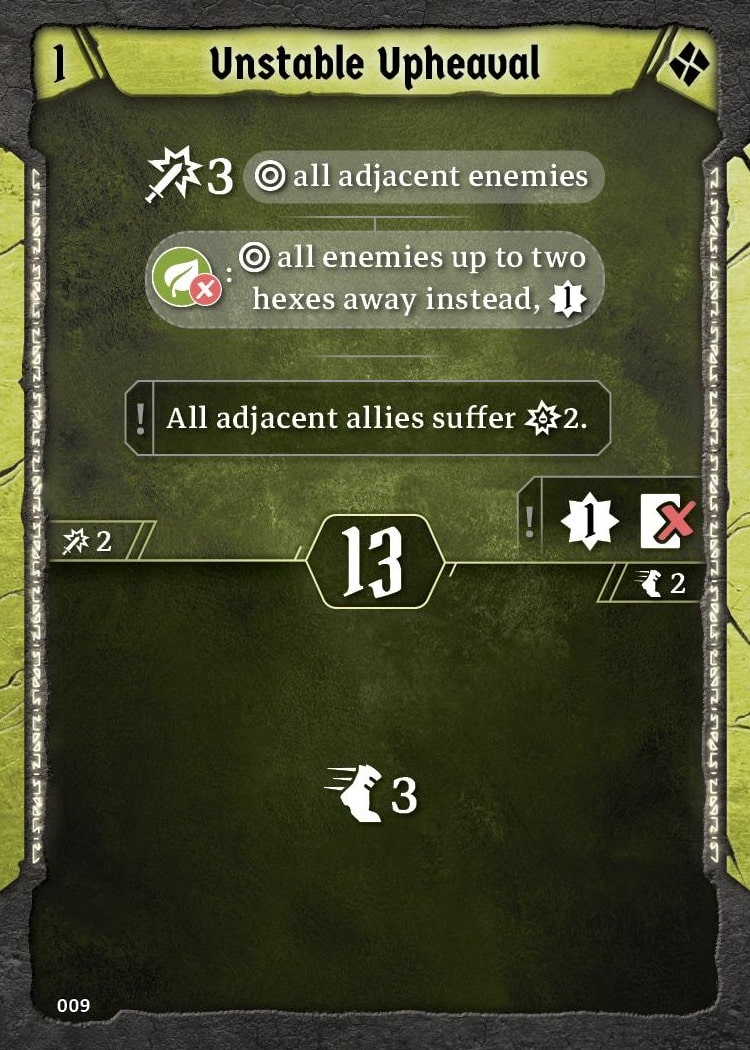 1
Unstable Upheaval
3 all adjacent enemies
: all enemies up to two
hexes away instead, 1
! All adjacent allies suffer 2.
! 1
2
13
2
3
009